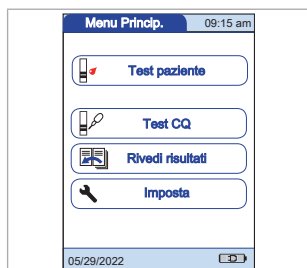 Menu Princip. 09:15 am
Test paziente
Test CQ
Rivedi risultati
Imposta
05/29/2022